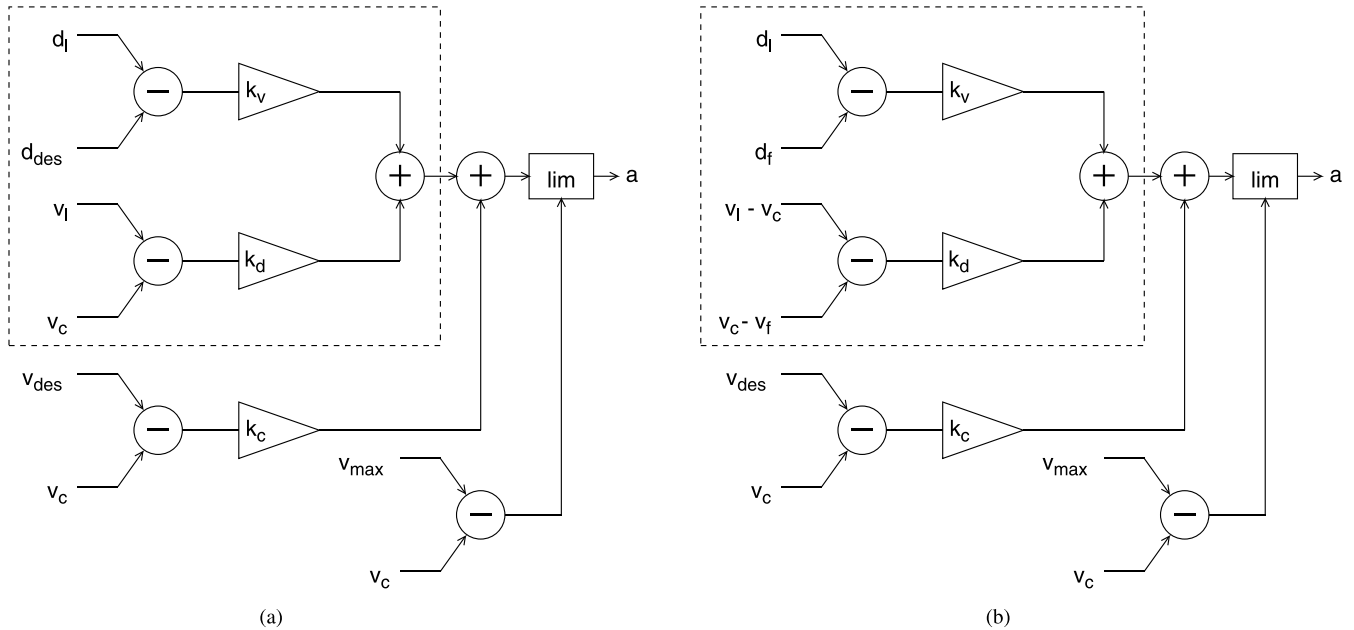 d_l
k_v
d_des
+
+
lim
a
v_l
k_d
v_c
v_des
k_c
v_c
v_max
v_c
(a)
d_l
k_v
d_f
+
+
lim
a
v_l - v_c
k_d
v_c - v_f
v_des
k_c
v_c
v_max
v_c
(b)